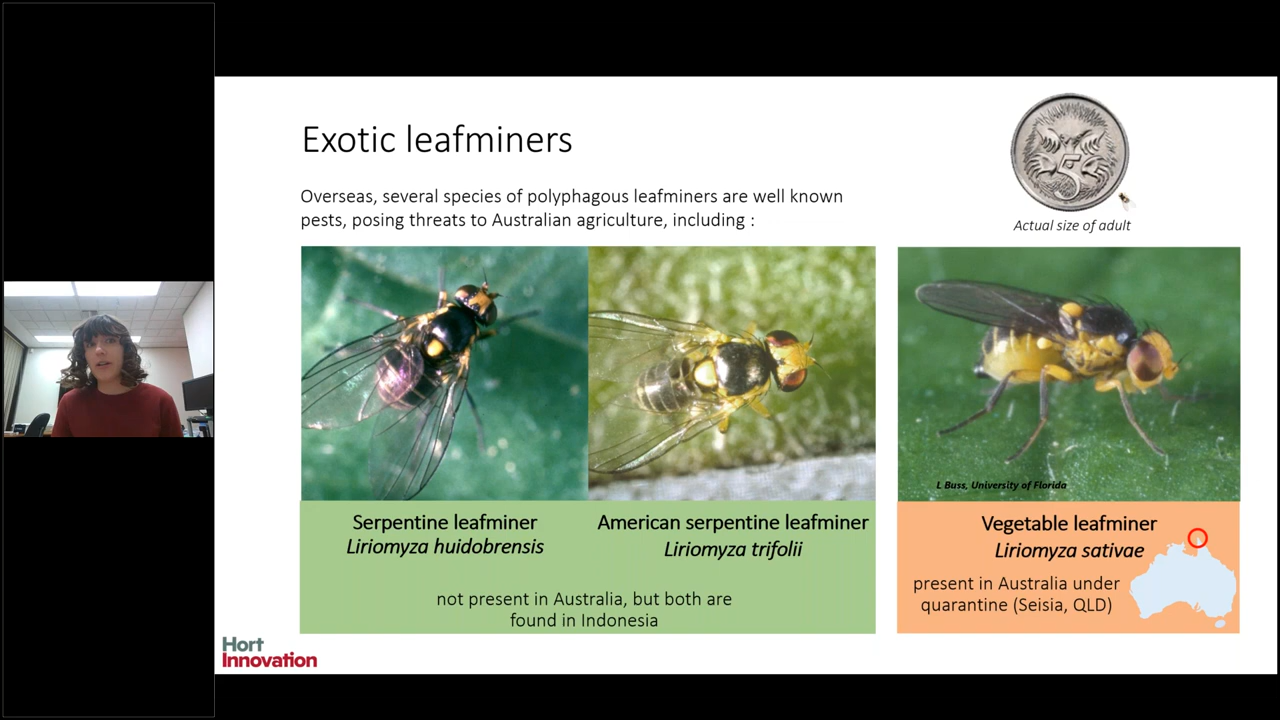 Exotic leafminers
Overseas, several species of polyphagous leafminers are well known
pests, posing threats to Australian agriculture, including :
5
Actual size of adult
L Buss, University of Florida
Serpentine leafminer
Liriomyza huidobrensis
American serpentine leafminer
Liriomyza trifolii
not present in Australia, but both are
found in Indonesia
Vegetable leafminer
Liriomyza sativae
present in Australia under
quarantine (Seisia, QLD)
Hort
Innovation